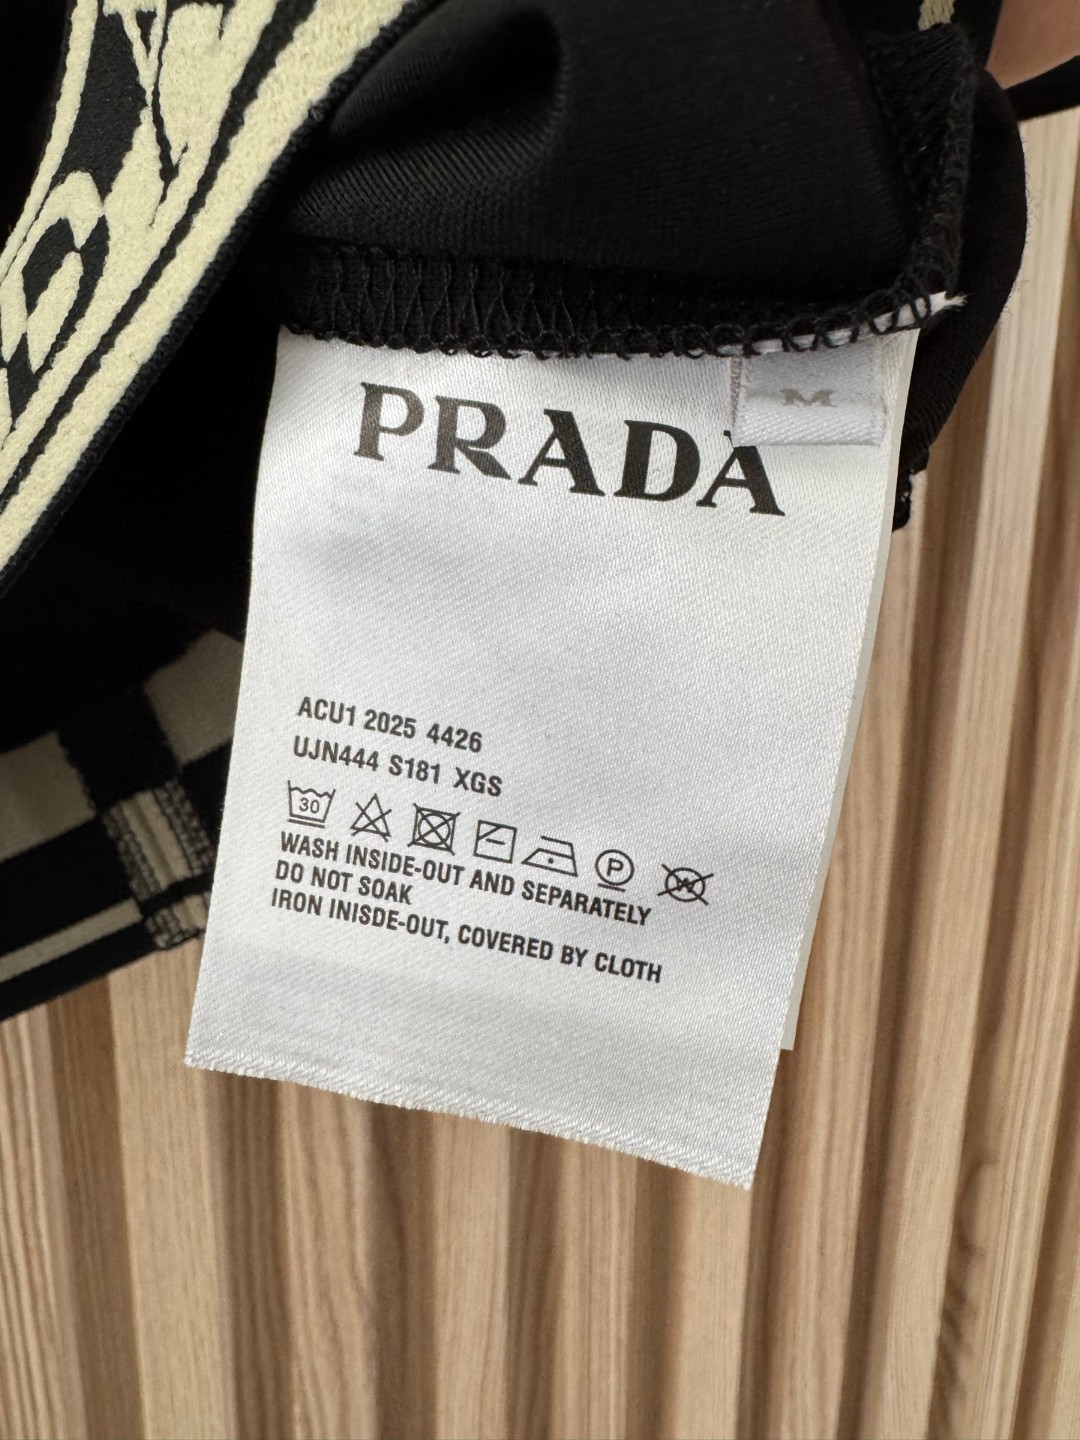 PRADA
M
ACU1 2025 4426
UJN444 S181 XGS
30
P
W
WASH INSIDE-OUT AND SEPARATELY
DO NOT SOAK
IRON INISDE-OUT, COVERED BY CLOTH